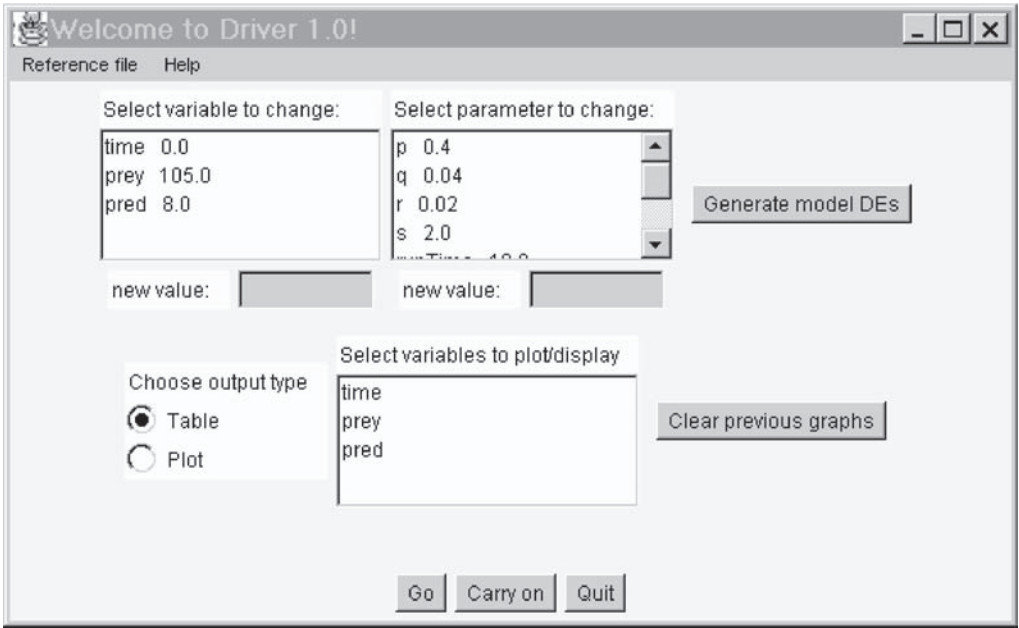 Welcome to Driver 1.0!
Reference file Help
Select variable to change:
time 0.0
prey 105.0
pred 8.0
Select parameter to change:
p 0.4
q 0.04
r 0.02
s 2.0
Generate model DEs
new value:
new value:
Choose output type
Table
Plot
Select variables to plot/display
time
prey
pred
Clear previous graphs
Go Carry on Quit